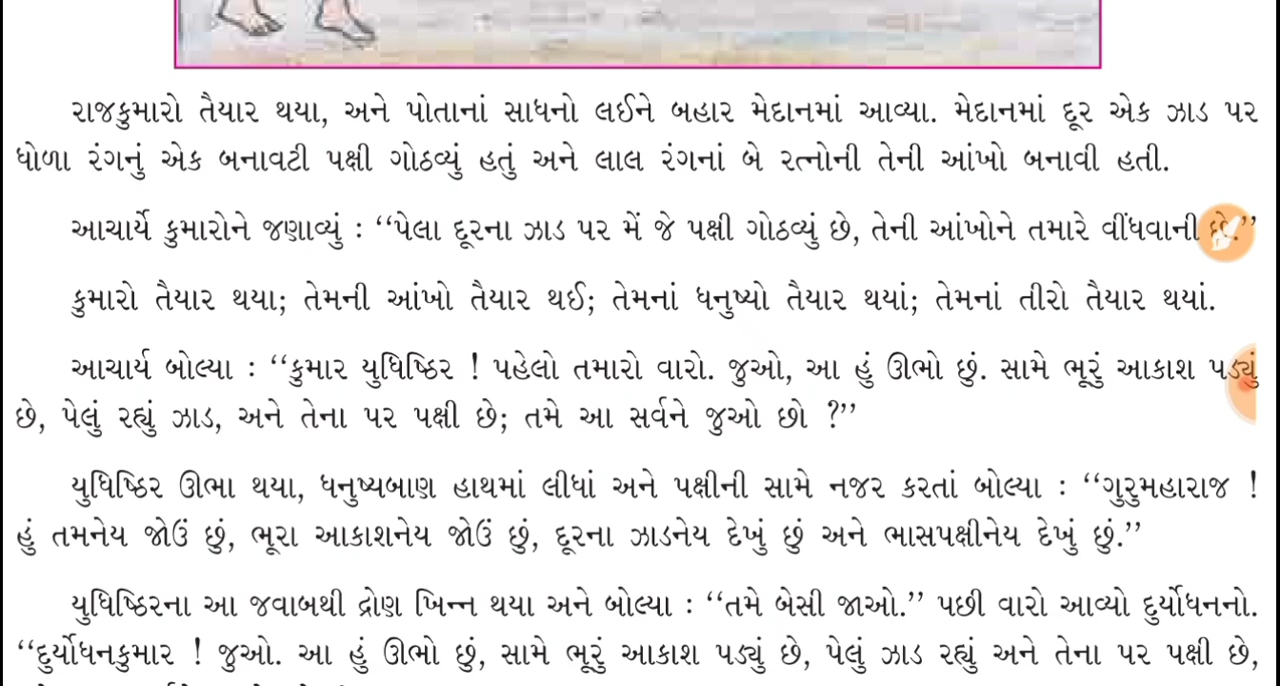 રાજકુમારો તૈયાર થયા, અને પોતાનાં સાધનો લઈને બહાર મેદાનમાં આવ્યા. મેદાનમાં દૂર એક ઝાડ પર
ધોળા રંગનું એક બનાવટી પક્ષી ગોઠવ્યું હતું અને લાલ રંગનાં બે રત્નોની તેની આંખો બનાવી હતી.
આચાર્યે કુમારોને જણાવ્યું : ‘‘પેલા દૂરના ઝાડ પર મેં જે પક્ષી ગોઠવ્યું છે, તેની આંખોને તમારે વીંધવાની છે.’’
કુમારો તૈયાર થયા; તેમની આંખો તૈયાર થઈ; તેમનાં ધનુષ્યો તૈયાર થયાં; તેમનાં તીરો તૈયાર થયાં.
આચાર્ય બોલ્યા : ‘‘કુમાર યુધિષ્ઠિર ! પહેલો તમારો વારો. જુઓ, આ હું ઊભો છું. સામે ભૂરું આકાશ પડ્યું
છે, પેલું રહ્યું ઝાડ, અને તેના પર પક્ષી છે; તમે આ સર્વને જુઓ છો ?’’
યુધિષ્ઠિર ઊભા થયા, ધનુષ્યબાણ હાથમાં લીધાં અને પક્ષીની સામે નજર કરતાં બોલ્યા : ‘‘ગુરુમહારાજ !
હું તમનેય જોઉં છું, ભૂરા આકાશનેય જોઉં છું, દૂરના ઝાડનેય દેખું છું અને ભાસપક્ષીનેય દેખું છું.’’
યુધિષ્ઠિરના આ જવાબથી દ્રોણ ખિન્ન થયા અને બોલ્યા : ‘‘તમે બેસી જાઓ.’’ પછી વારો આવ્યો દુર્યોધનનો.
‘‘દુર્યોધનકુમાર ! જુઓ. આ હું ઊભો છું, સામે ભૂરું આકાશ પડ્યું છે, પેલું ઝાડ રહ્યું અને તેના પર પક્ષી છે,